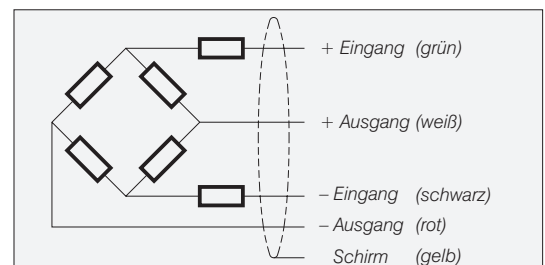 + Eingang (grün)
+ Ausgang (weiß)
– Eingang (schwarz)
– Ausgang (rot)
Schirm (gelb)